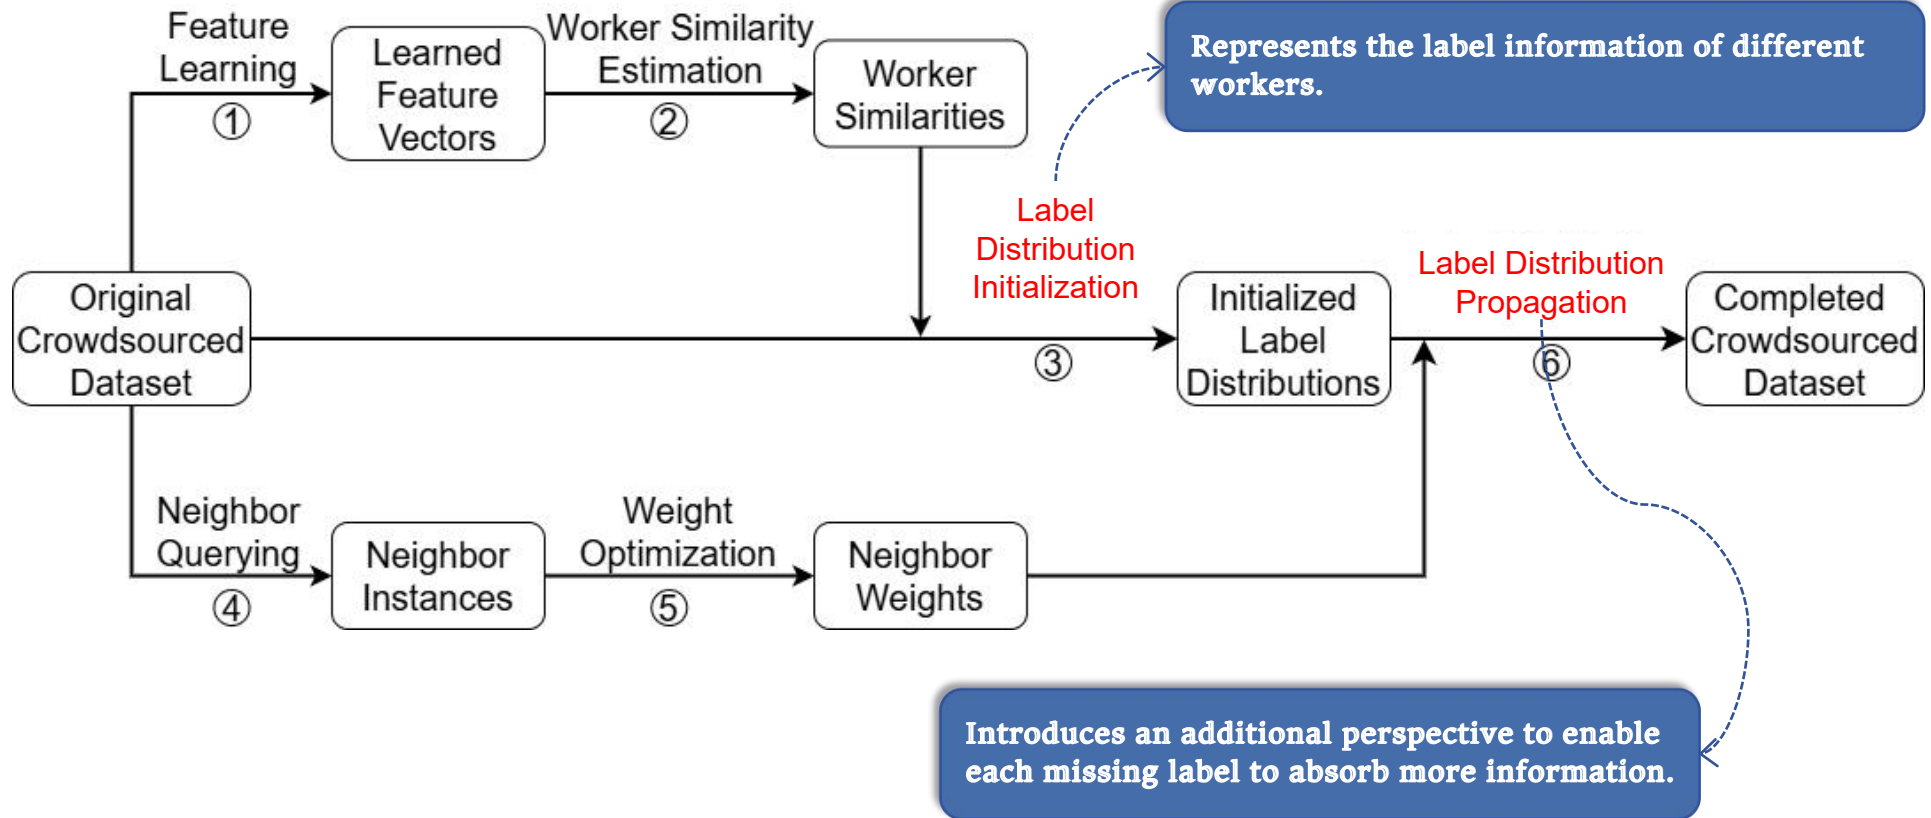 Feature
Learning
①
Learned
Feature
Vectors
Worker Similarity
Estimation
②
Worker
Similarities
Represents the label information of different
workers.
Label
Distribution
Initialization
③
Original
Crowdsourced
Dataset
Initialized
Label
Distributions
Label Distribution
Propagation
⑥
Completed
Crowdsourced
Dataset
Neighbor
Querying
④
Neighbor
Instances
Weight
Optimization
⑤
Neighbor
Weights
Introduces an additional perspective to enable
each missing label to absorb more information.